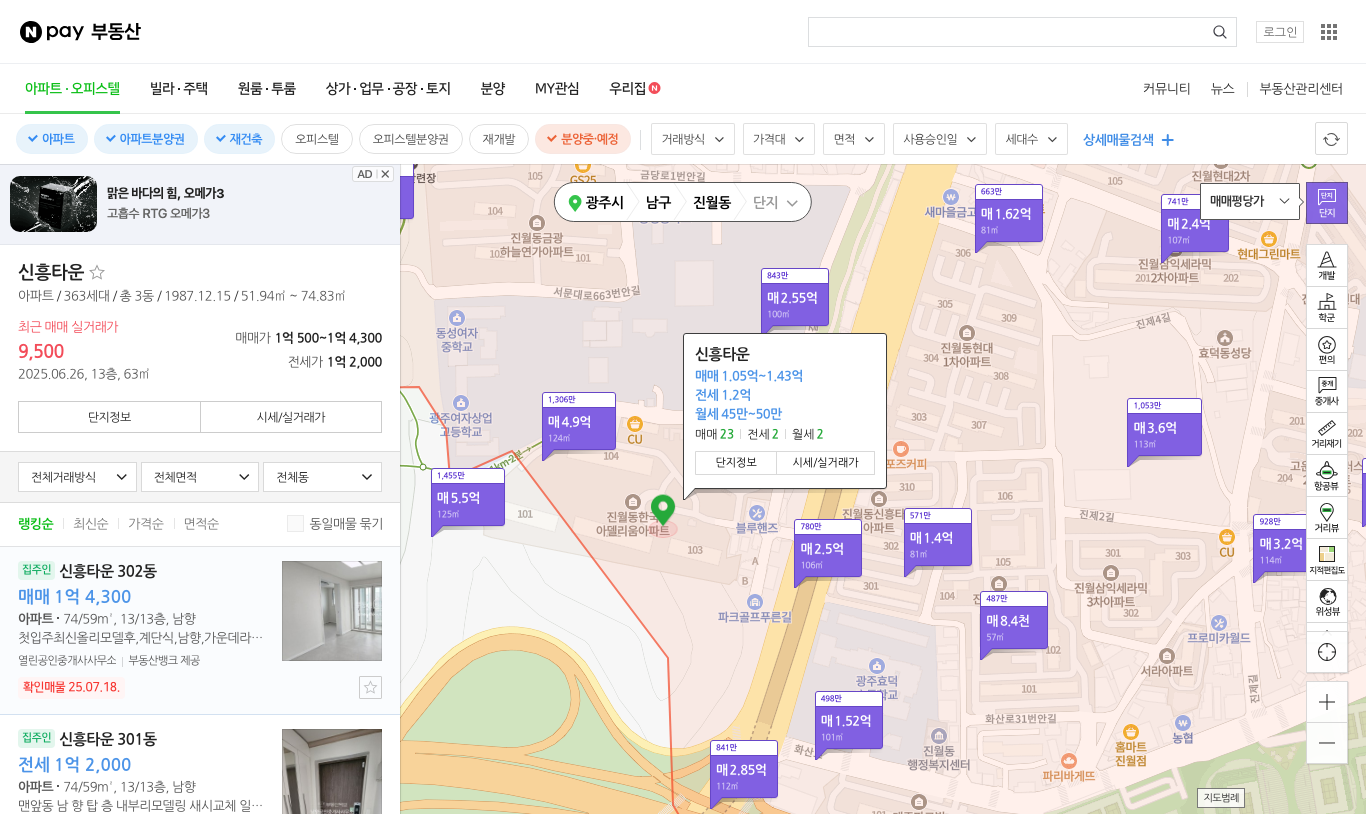 N pay 부동산
로그인
아파트·오피스텔
빌라·주택
원룸·투룸
상가·업무·공장·토지
분양
MY관심
우리집 N
커뮤니티
뉴스
부동산관리센터
아파트
아파트분양권
재건축
오피스텔
오피스텔분양권
재개발
분양중·예정
거래방식
가격대
면적
사용승인일
세대수
상세매물검색
AD
맑은 바다의 힘, 오메가3
고흡수 RTG 오메가3
신흥타운
아파트 / 363세대 / 총 3동 / 1987.12.15 / 51.94㎡ ~ 74.83㎡
최근 매매 실거래가
9,500
2025.06.26, 13층, 63㎡
매매가 1억 500~1억 4,300
전세가 1억 2,000
단지정보
시세/실거래가
전체거래방식
전체면적
전체동
랭킹순
최신순
가격순
면적순
동일매물 묶기
집주인 신흥타운 302동
매매 1억 4,300
아파트 · 74/59㎡, 13/13층, 남향
첫입주최신올리모델후,계단식,남향,가운데라…
열린공인중개사사무소
부동산뱅크 제공
확인매물 25.07.18.
집주인 신흥타운 301동
전세 1억 2,000
아파트 · 74/59㎡, 13/13층, 남향
맨앞동 남 향 탑 층 내부리모델링 새시교체 일…
련장
GS25
금당로1번안길
광주시
남구
진월동
단지
104
진월동금광
하늘연가아파트
101
서문대로663번안길
동성여자
중학교
광주여자상업
고등학교
843만
매 2.55억
100㎡
새마을금고
663만
매 1.62억
81㎡
306
진월동현대2차
741만
매 2.4억
107㎡
매매평당가
단지
단지
현대그린마트
진월삼익세라믹
2차아파트
201
202
305
308
309
진월동현대
1차아파트
304
307
303
진제4길
효덕동성당
신흥타운
매매 1.05억~1.43억
전세 1.2억
월세 45만~50만
매매 23
전세 2
월세 2
단지정보
시세/실거래가
1,306만
매 4.9억
124㎡
CU
104
1,455만
매 5.5억
125㎡
101
진월동한국
아델리움아파트
103
블루핸즈
A
B
파크골프푸른길
포즈커피
310
진월동신흥타
아파트
302
301
780만
매 2.5억
106㎡
571만
매 1.4억
81㎡
1,053만
매 3.6억
113㎡
106
105
진제2길
301
303
CU
928만
매 3.2억
114㎡
진월삼익세라믹
3차아파트
302
104
487만
매 8.4천
57㎡
102
101
프로미카월드
서라아파트
진제길
광주효덕
498만
매 1.52억
101㎡
화산로31번안길
진월동
행정복지센터
농협
홈마트
진월점
파리바게뜨
841만
매 2.85억
112㎡
지도범례
개발
학군
편의
중개
중개사
거리재기
항공뷰
거리뷰
지적편집도
위성뷰